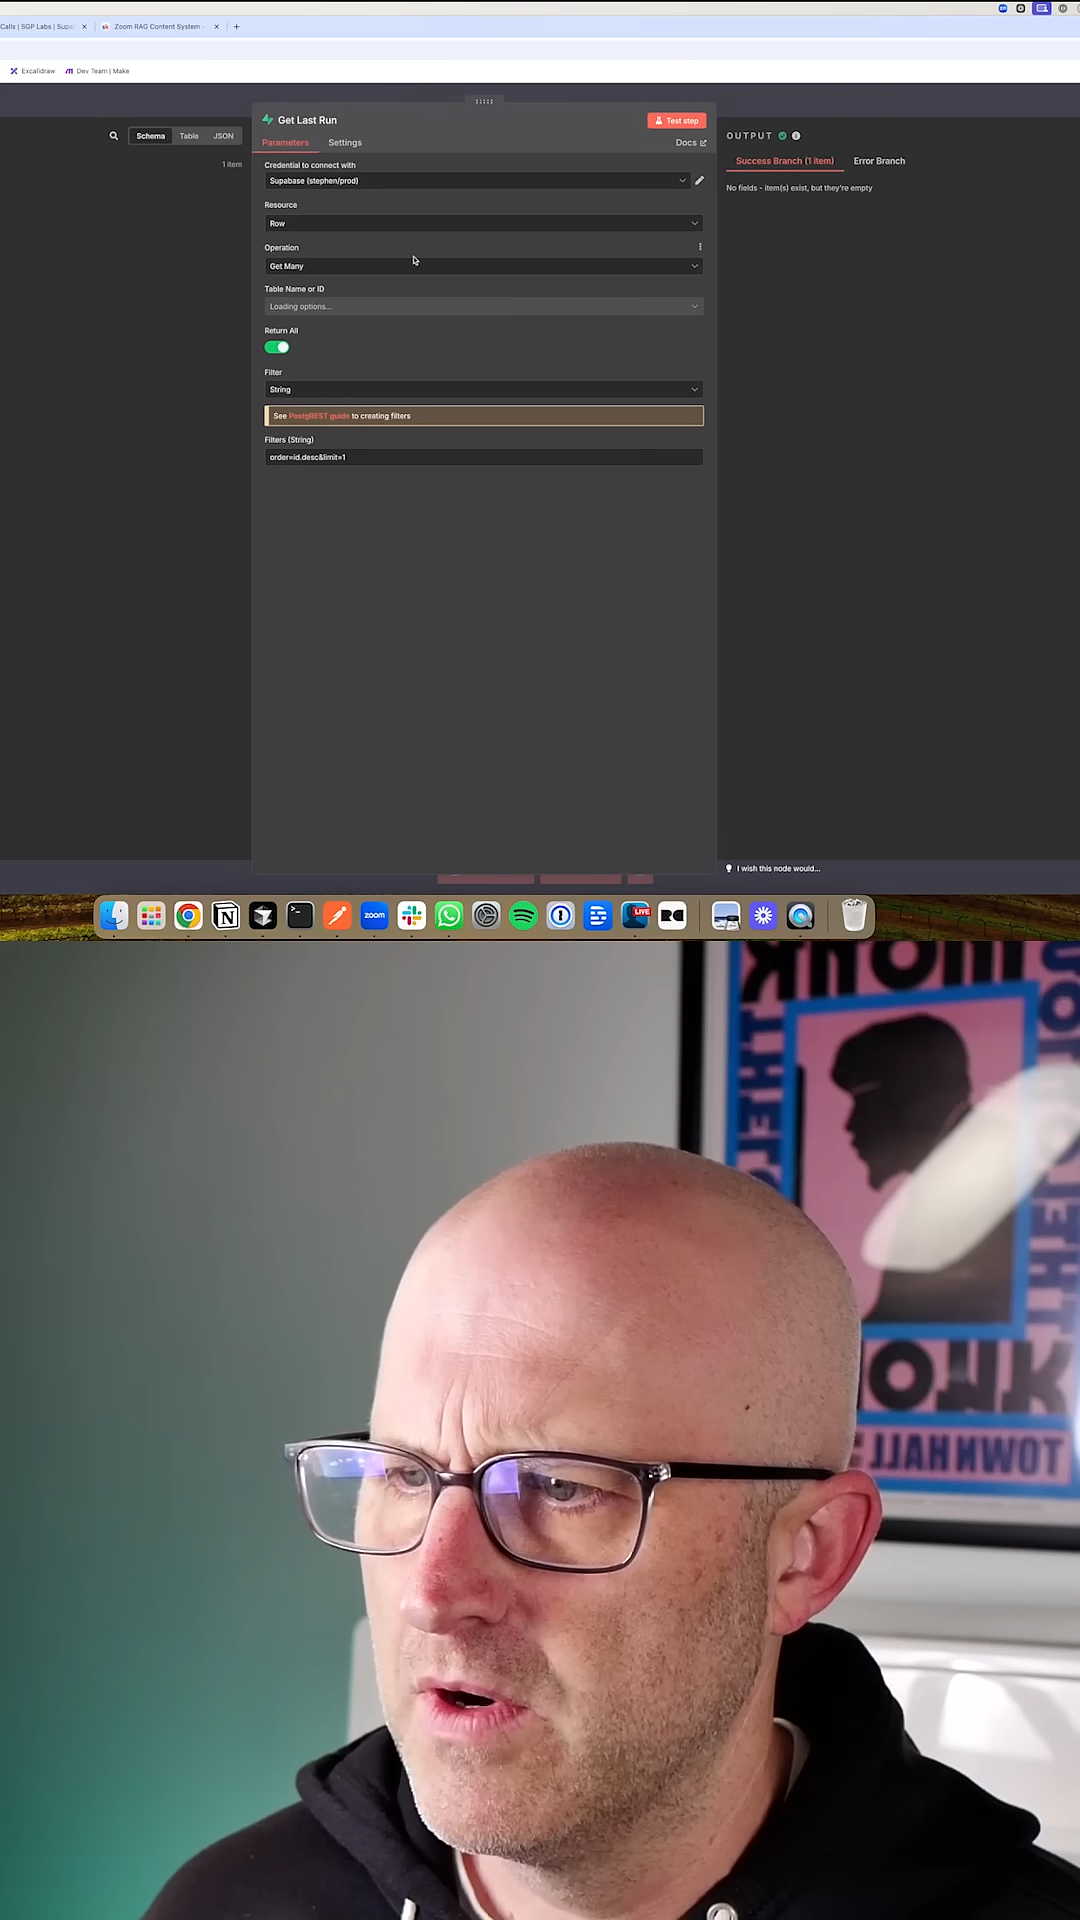 Calls | SGP Labs | Supa
Zoom RAG Content System -
Excalidraw
Dev Team | Make
Get Last Run
Test step
Parameters
Settings
Docs
Schema
Table
JSON
1 item
Credential to connect with
Supabase (stephen/prod)
Resource
Row
Operation
Get Many
Table Name or ID
Loading options...
Return All
Filter
String
See PostgREST guide to creating filters
Filters (String)
order=id.desc&limit=1
OUTPUT
Success Branch (1 item)
Error Branch
No fields - item(s) exist, but they're empty
I wish this node would...
zoom
LIVE
MONK
TOWN HALL